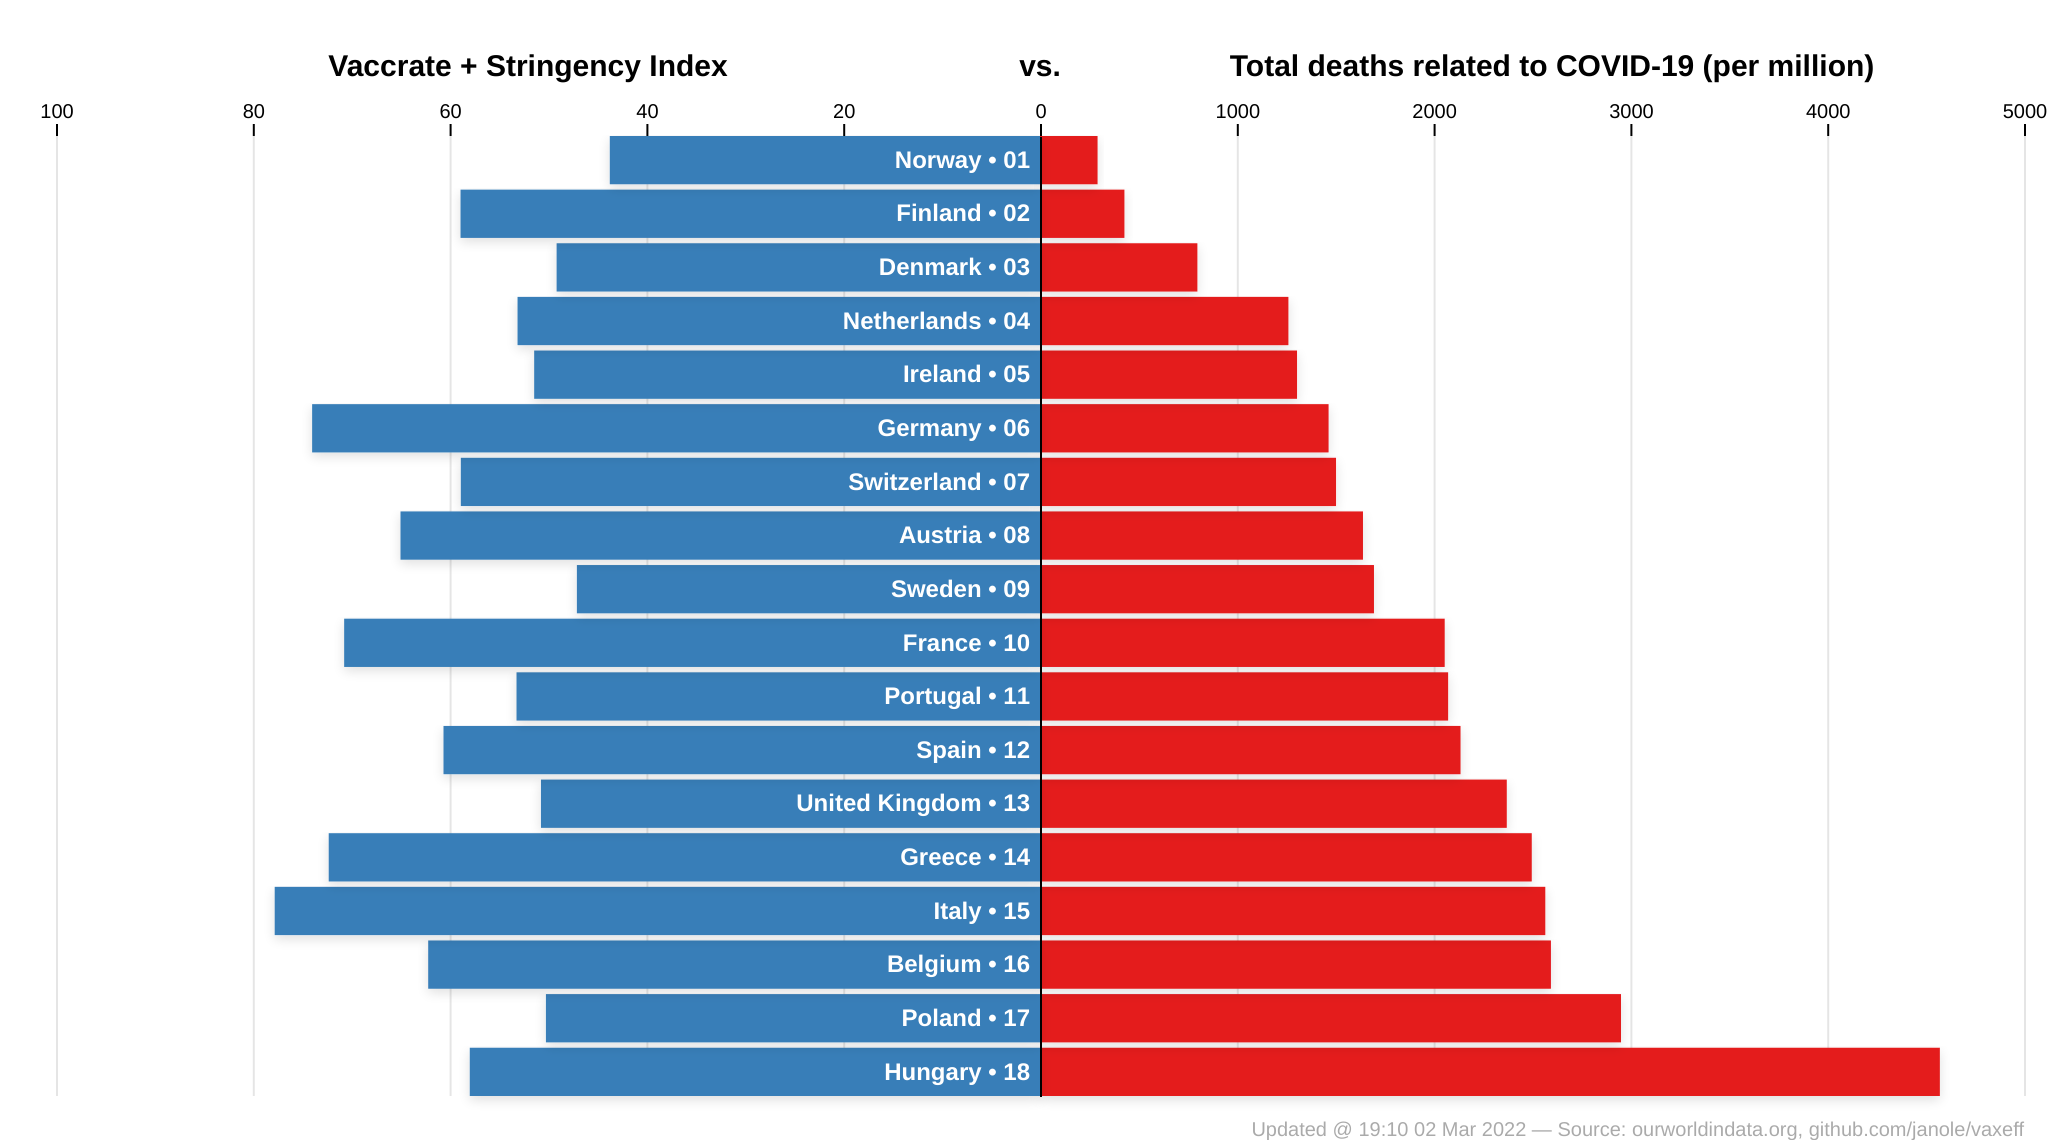 Vaccrate + Stringency Index vs. Total deaths related to COVID-19 (per million)
100 80 60 40 20 0 1000 2000 3000 4000 5000
Norway • 01
Finland • 02
Denmark • 03
Netherlands • 04
Ireland • 05
Germany • 06
Switzerland • 07
Austria • 08
Sweden • 09
France • 10
Portugal • 11
Spain • 12
United Kingdom • 13
Greece • 14
Italy • 15
Belgium • 16
Poland • 17
Hungary • 18
Updated @ 19:10 02 Mar 2022 — Source: ourworldindata.org, github.com/janole/vaxeff